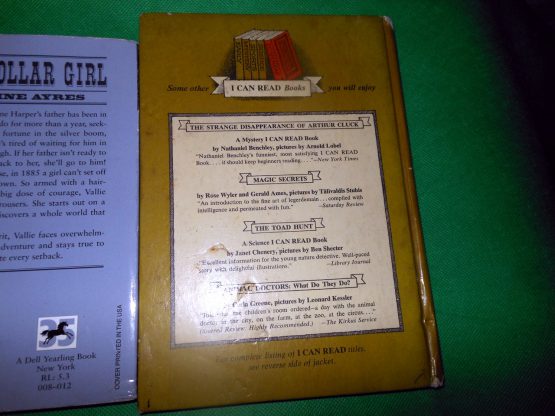 OLLAR GIRL
INE AYRES
ne Harper's father has been in
do for more than a year, seek-
fortune in the silver boom,
's tired of waiting for him in
gh. If her father isn't ready to
ack to her, she'll go to him!
se, in 1885 a girl can't set off
wn. So armed with a hair-
big dose of courage, Vallie
rousers. She starts out on a
iscovers a whole world that
rit, Vallie faces overwhelm-
dventure and stays true to
te every setback.
A Dell Yearling Book
New York
RL: 5.3
008-012
COVER PRINTED IN THE USA
Some other I CAN READ Books you will enjoy
THE STRANGE DISAPPEARANCE OF ARTHUR CLUCK
A Mystery I CAN READ Book
by Nathaniel Benchley, pictures by Arnold Lobel
"Nathaniel Benchley's funniest, most satisfying I CAN READ
Book . . . . it should keep beginners reading. . . ."—New York Times
MAGIC SECRETS
by Rose Wyler and Gerald Ames, pictures by Tālivaldis Stubis
"An introduction to the fine art of legerdemain . . . compiled with
intelligence and permeated with fun."
—Saturday Review
THE TOAD HUNT
A Science I CAN READ Book
by Janet Chenery, pictures by Ben Shecter
"Excellent information for the young nature detective. Well-paced
story with delightful illustrations."
—Library Journal
ANIMAL DOCTORS: What Do They Do?
by Carla Greene, pictures by Leonard Kessler
the children's room ordered—a day with the animal
doctor in the city, on the farm, at the zoo, at the circus. . . ."
(Starred Review: Highly Recommended.)
—The Kirkus Service
For complete listing of I CAN READ titles,
see reverse side of jacket.